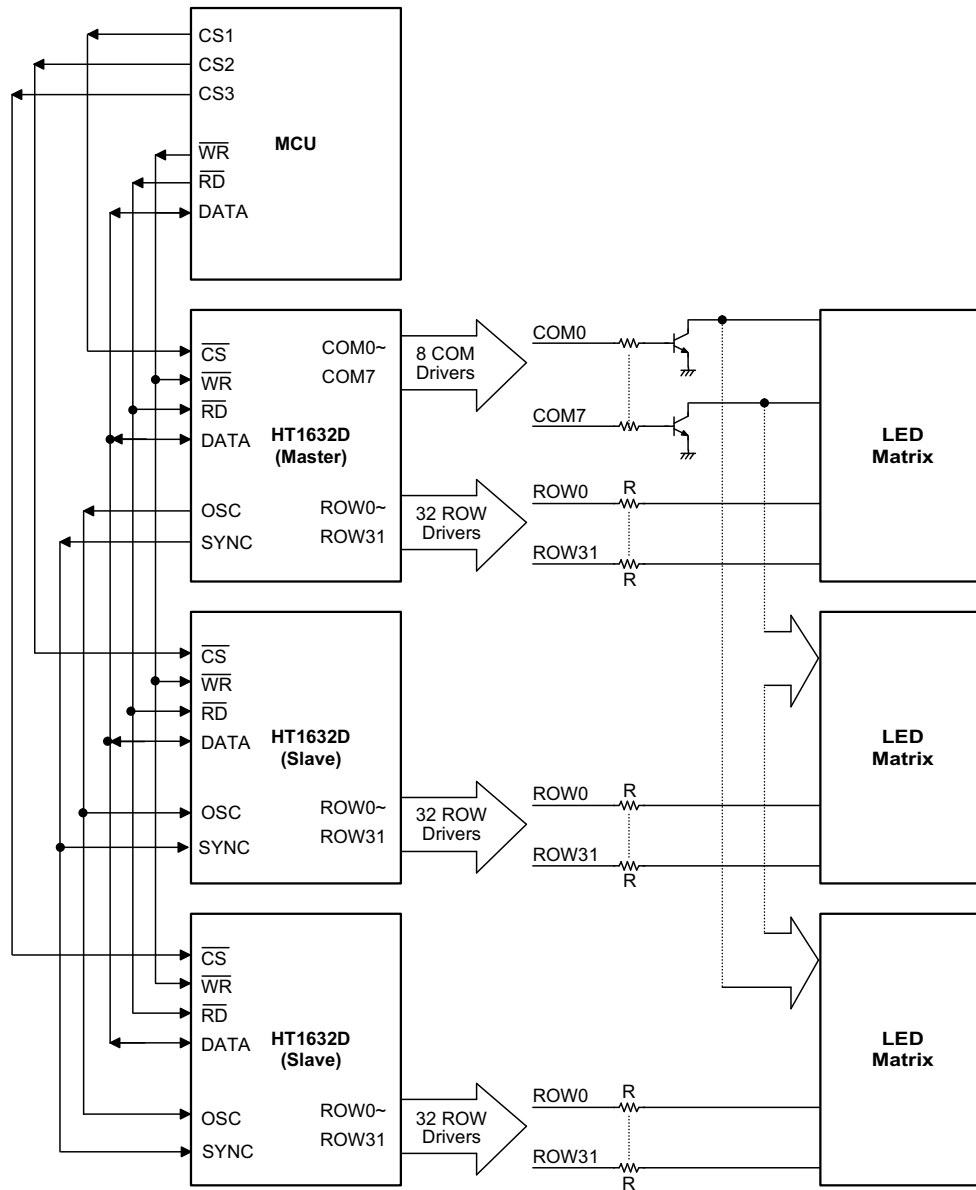 CS1
CS2
CS3
MCU
WR
RD
DATA
CS
WR
RD
DATA
HT1632D
(Master)
OSC
SYNC
COM0~
COM7
ROW0~
ROW31
8 COM
Drivers
32 ROW
Drivers
COM0
COM7
ROW0
R
ROW31
R
LED
Matrix
CS
WR
RD
DATA
HT1632D
(Slave)
OSC
SYNC
ROW0~
ROW31
32 ROW
Drivers
ROW0
R
ROW31
R
LED
Matrix
CS
WR
RD
DATA
HT1632D
(Slave)
OSC
SYNC
ROW0~
ROW31
32 ROW
Drivers
ROW0
R
ROW31
R
LED
Matrix